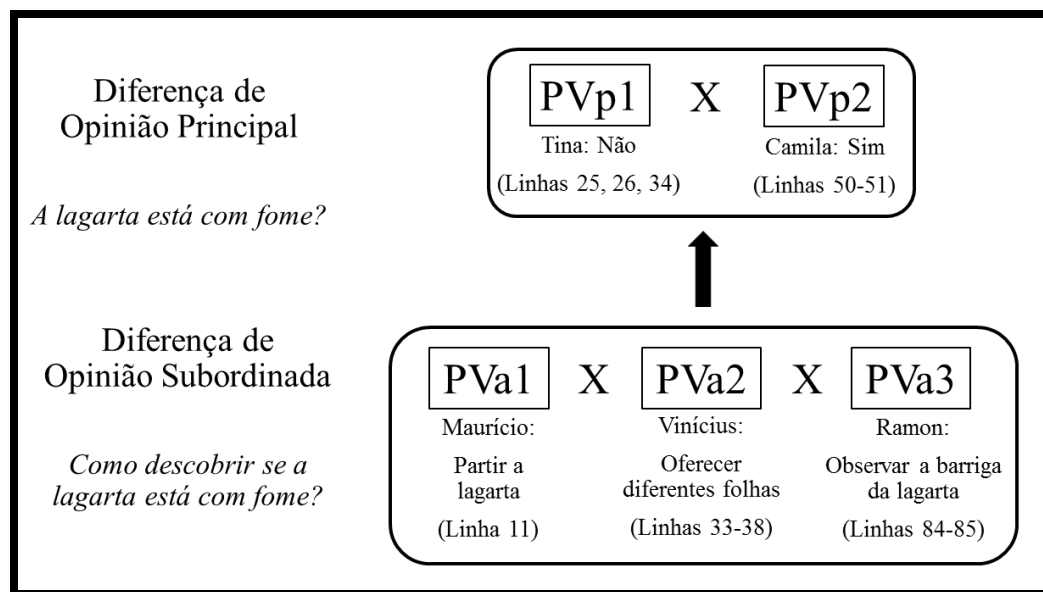 Diferença de
Opinião Principal
A lagarta está com fome?
PVp1 X PVp2
Tina: Não Camila: Sim
(Linhas 25, 26, 34) (Linhas 50-51)
Diferença de
Opinião Subordinada
Como descobrir se a
lagarta está com fome?
PVa1 X PVa2 X PVa3
Maurício: Vinícius: Ramon:
Partir a Oferecer Observar a barriga
lagarta diferentes folhas da lagarta
(Linha 11) (Linhas 33-38) (Linhas 84-85)